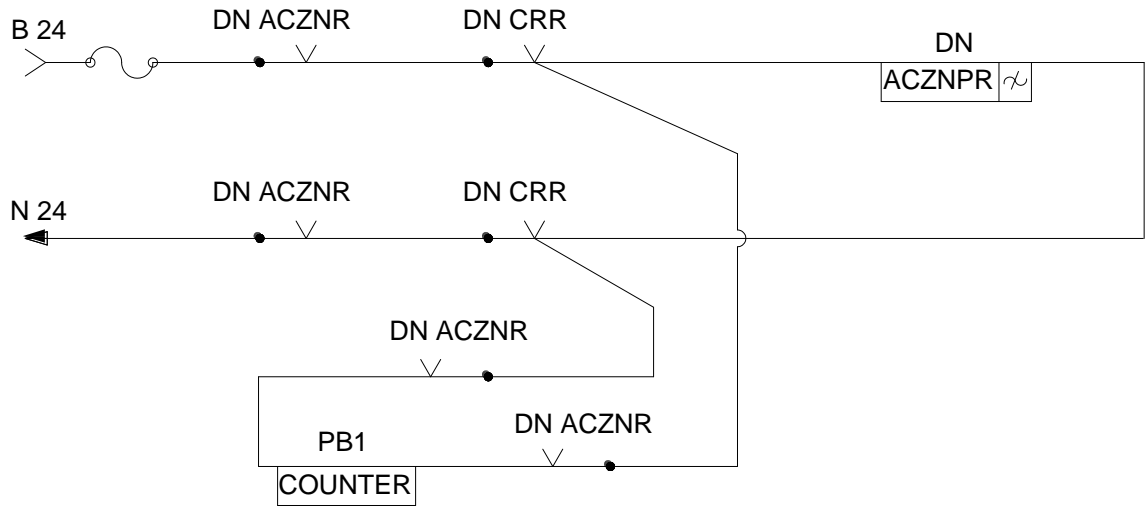 B 24
DN ACZNR
DN CRR
DN
ACZNPR
N 24
DN ACZNR
DN CRR
DN ACZNR
DN ACZNR
PB1
COUNTER